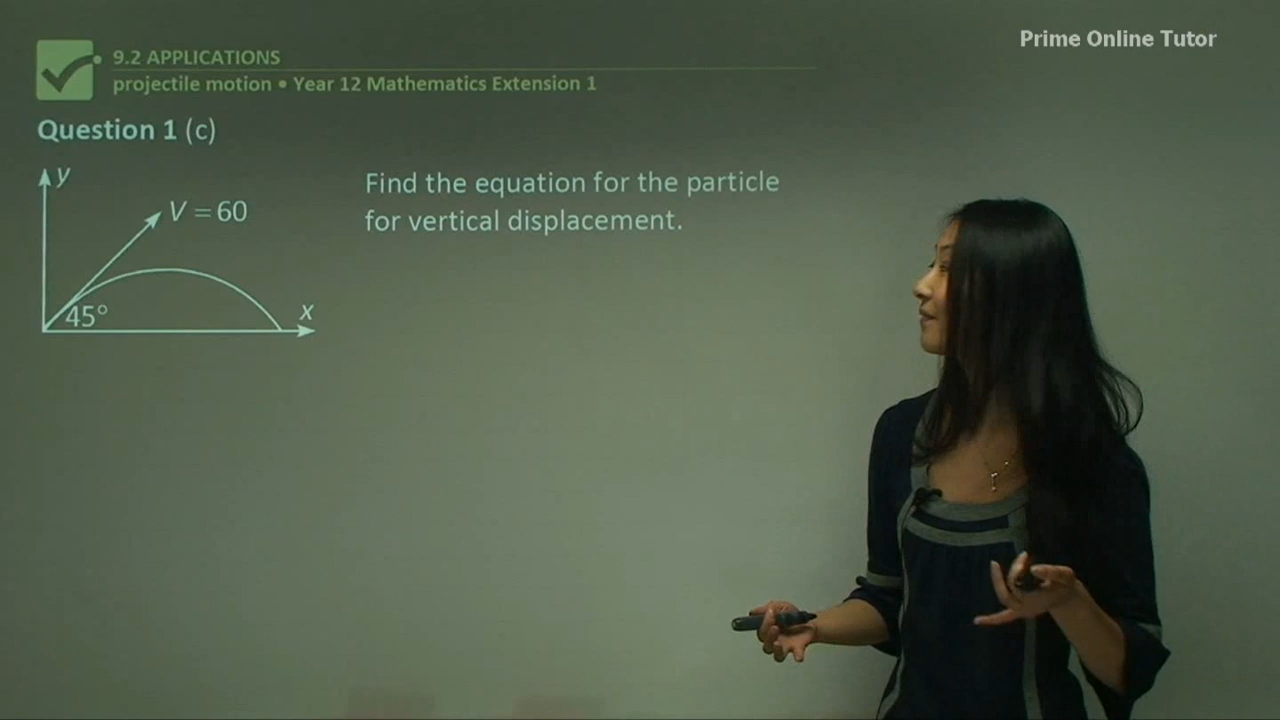 Prime Online Tutor
9.2 APPLICATIONS
projectile motion • Year 12 Mathematics Extension 1
Question 1 (c)
y
V = 60
45°
x
Find the equation for the particle
for vertical displacement.